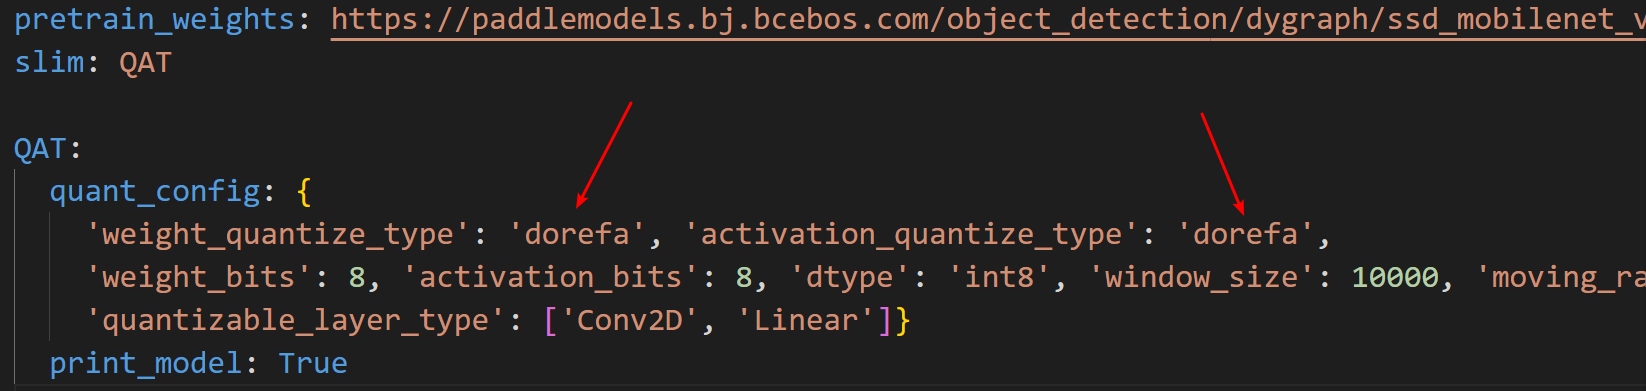 pretrain_weights: https://paddlemodels.bj.bcebos.com/object_detection/dygraph/ssd_mobilenet_v
slim: QAT
QAT:
quant_config: {
'weight_quantize_type': 'dorefa', 'activation_quantize_type': 'dorefa',
'weight_bits': 8, 'activation_bits': 8, 'dtype': 'int8', 'window_size': 10000, 'moving_ra
'quantizable_layer_type': ['Conv2D', 'Linear']}
print_model: True